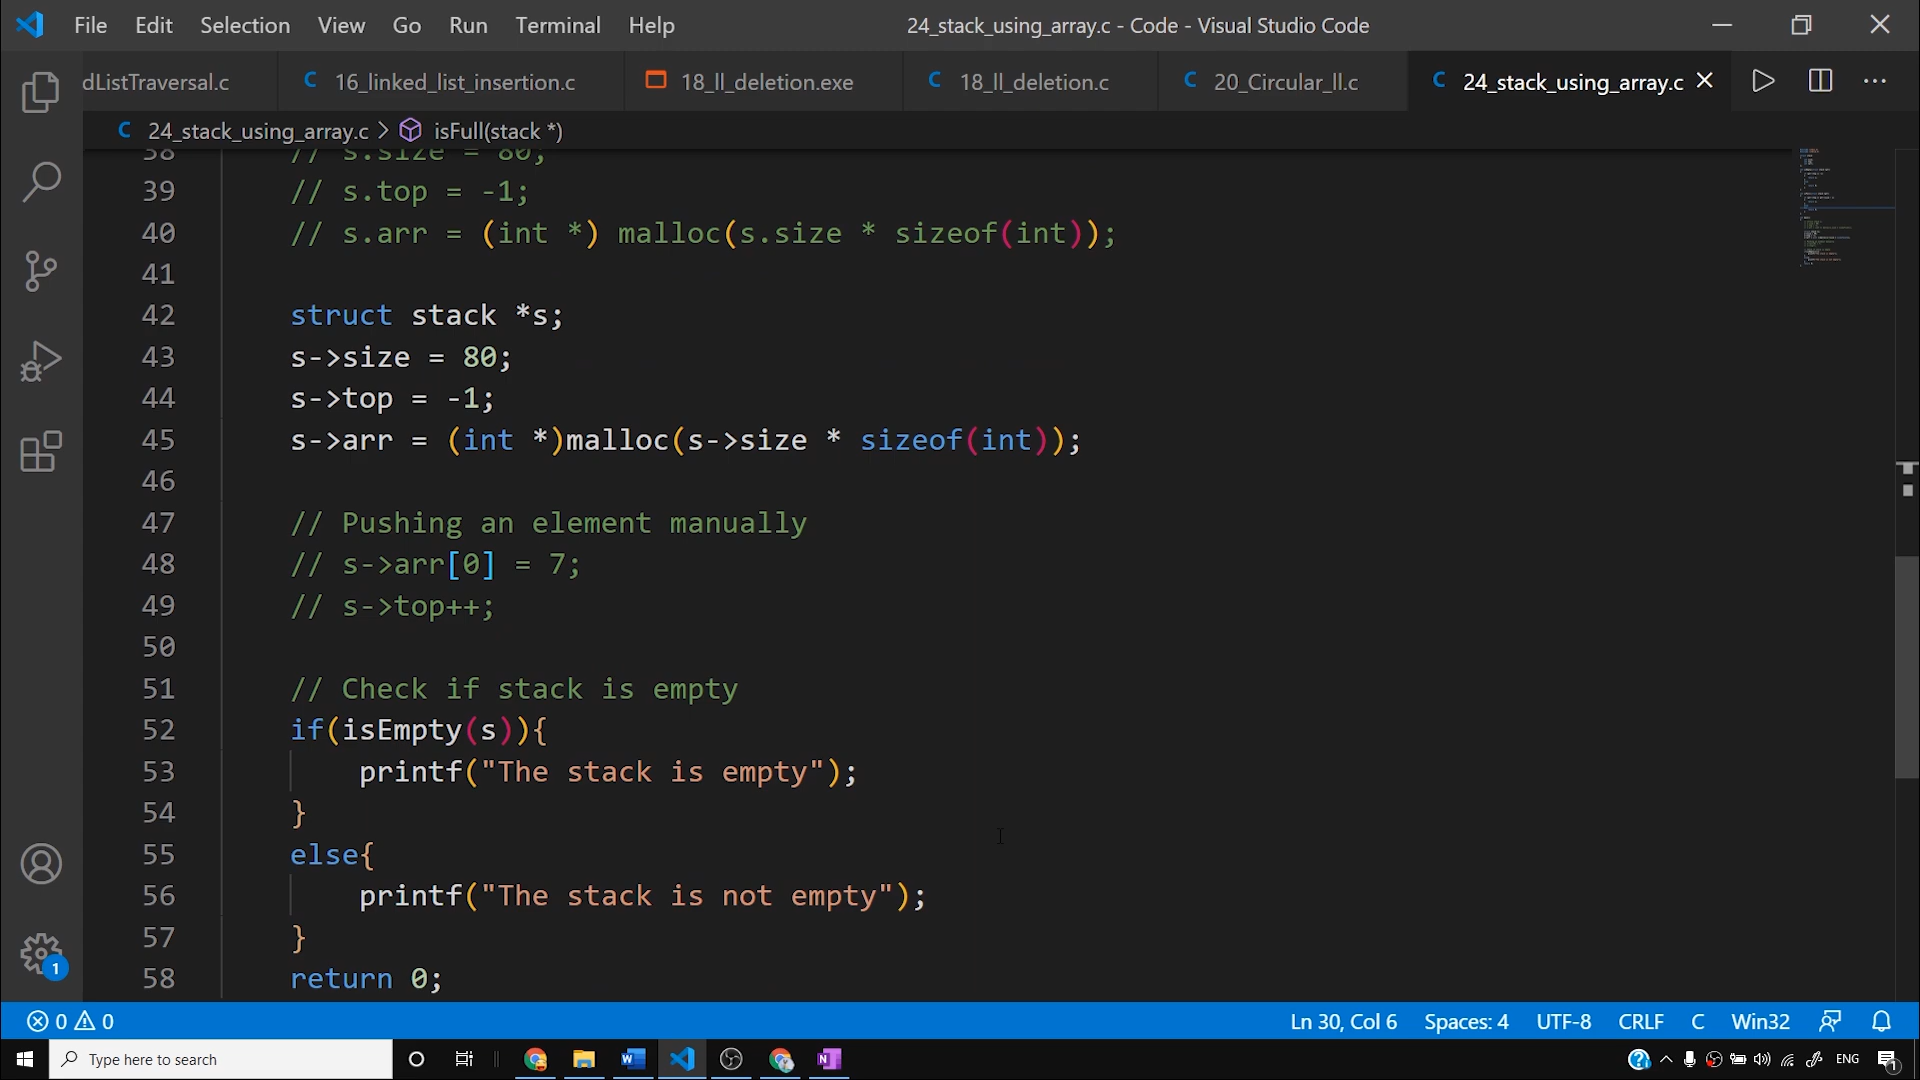 File Edit Selection View Go Run Terminal Help 24_stack_using_array.c - Code - Visual Studio Code
dListTraversal.c C 16_linked_list_insertion.c 18_ll_deletion.exe C 18_ll_deletion.c C 20_Circular_ll.c C 24_stack_using_array.c
C 24_stack_using_array.c > isFull(stack *)
38 // s.size = 80;
39 // s.top = -1;
40 // s.arr = (int *) malloc(s.size * sizeof(int));
41
42 struct stack *s;
43 s->size = 80;
44 s->top = -1;
45 s->arr = (int *)malloc(s->size * sizeof(int));
46
47 // Pushing an element manually
48 // s->arr[0] = 7;
49 // s->top++;
50
51 // Check if stack is empty
52 if(isEmpty(s)){
53 printf("The stack is empty");
54 }
55 else{
56 printf("The stack is not empty");
57 }
58 return 0;
1
0 0 Ln 30, Col 6 Spaces: 4 UTF-8 CRLF C Win32
Type here to search ENG 1